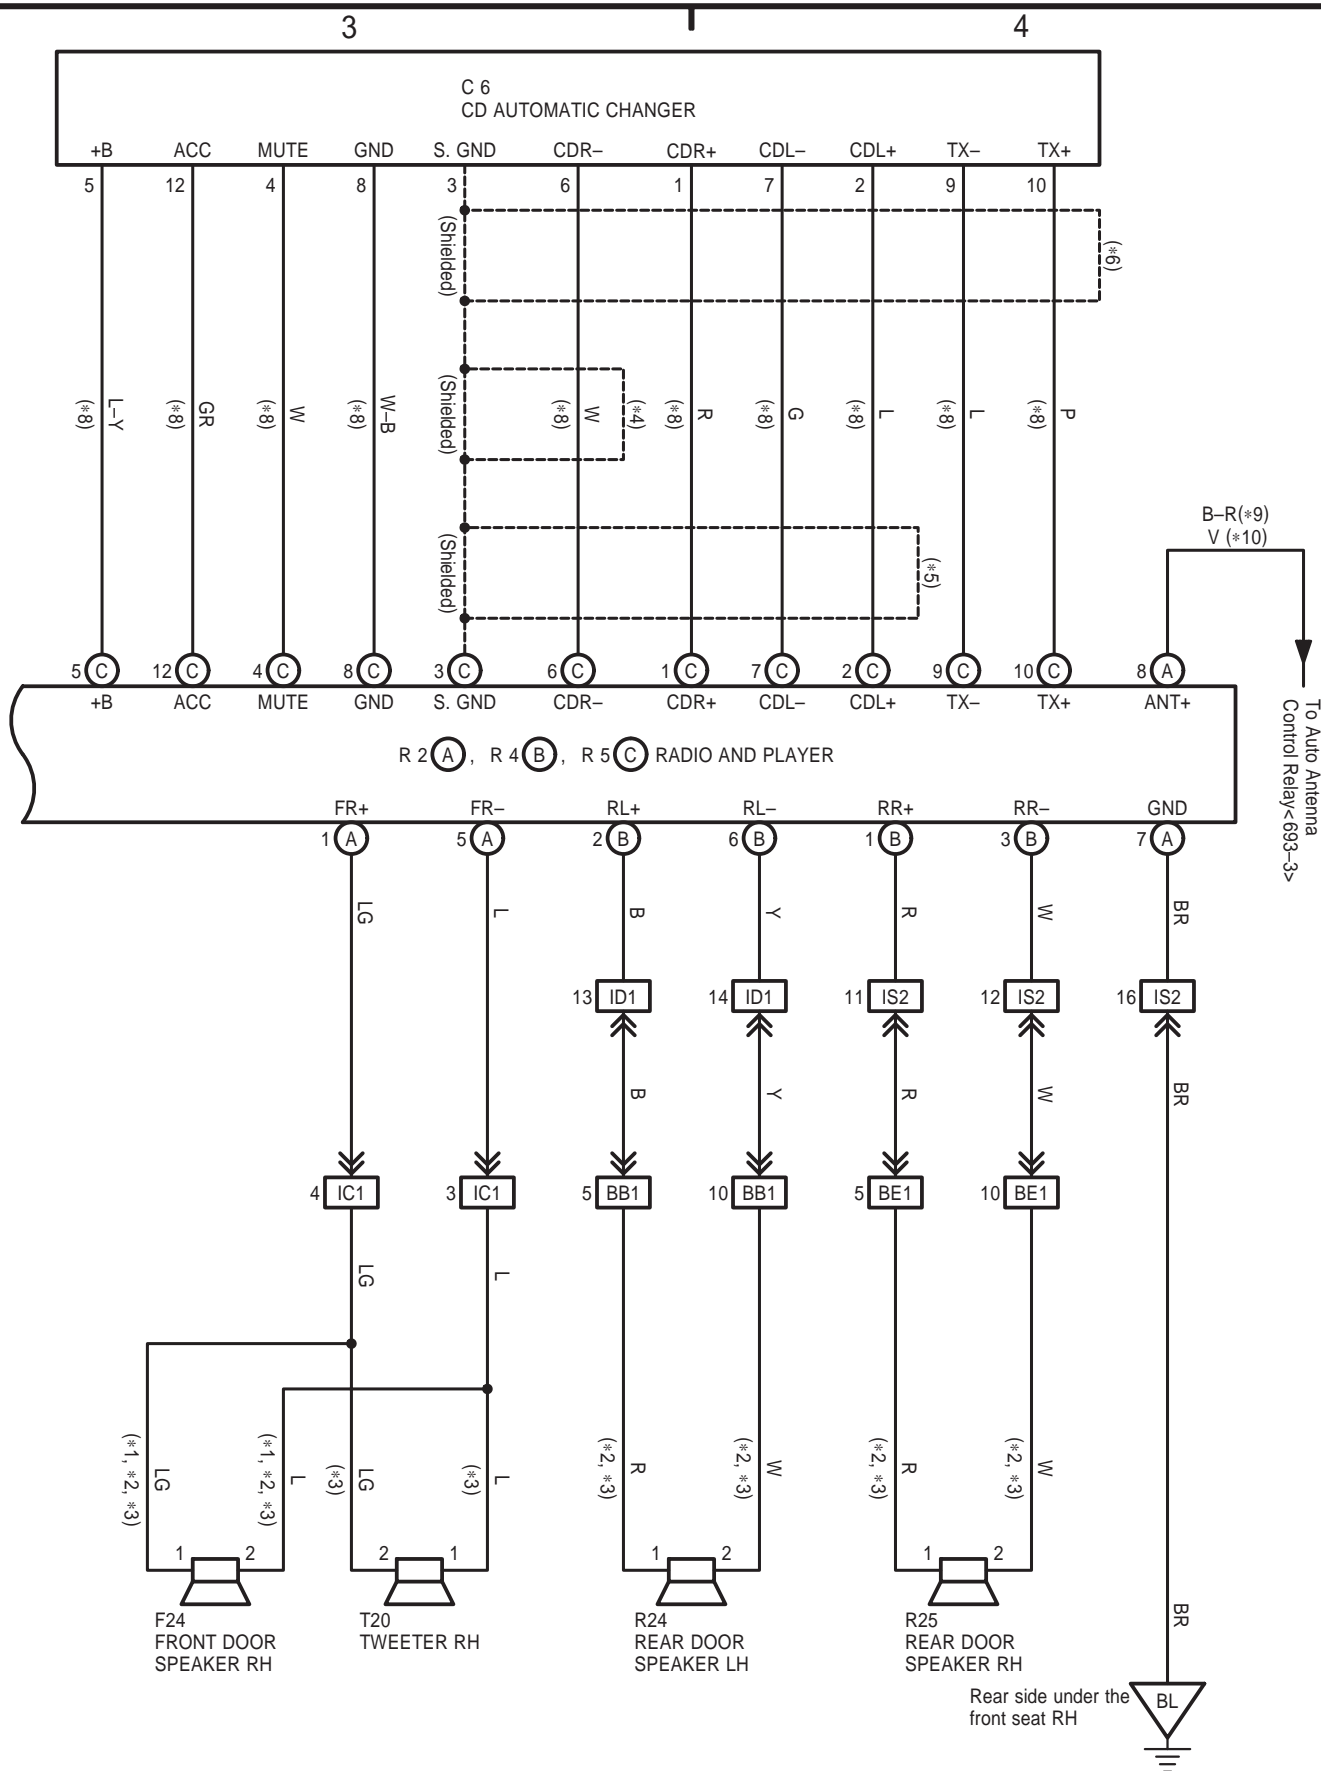 3 4
C 6
CD AUTOMATIC CHANGER
+B ACC MUTE GND S. GND CDR– CDR+ CDL– CDL+ TX– TX+
5 12 4 8 3 6 1 7 2 9 10
(Shielded)
(∗6)
(Shielded)
(∗4)
L–Y GR W W–B W R G L L P
(∗8) (∗8) (∗8) (∗8) (∗8) (∗8) (∗8) (∗8) (∗8) (∗8)
(Shielded)
(∗5)
B–R(∗9)
V (∗10)
5 C 12 C 4 C 8 C 3 C 6 C 1 C 7 C 2 C 9 C 10 C 8 A
+B ACC MUTE GND S. GND CDR– CDR+ CDL– CDL+ TX– TX+ ANT+
To Auto Antenna
Control Relay<693–3>
R 2 A , R 4 B , R 5 C RADIO AND PLAYER
FR+ FR– RL+ RL– RR+ RR– GND
1 A 5 A 2 B 6 B 1 B 3 B 7 A
LG L B Y R W BR
13 ID1 14 ID1 11 IS2 12 IS2 16 IS2
B Y R W BR
4 IC1 3 IC1 5 BB1 10 BB1 5 BE1 10 BE1
LG L
LG L LG L R W R W
(∗1, ∗2, ∗3) (∗1, ∗2, ∗3) (∗3) (∗3) (∗2, ∗3) (∗2, ∗3) (∗2, ∗3) (∗2, ∗3)
1 2 2 1 1 2 1 2
BR
F24
FRONT DOOR
SPEAKER RH
T20
TWEETER RH
R24
REAR DOOR
SPEAKER LH
R25
REAR DOOR
SPEAKER RH
Rear side under the
front seat RH
BL